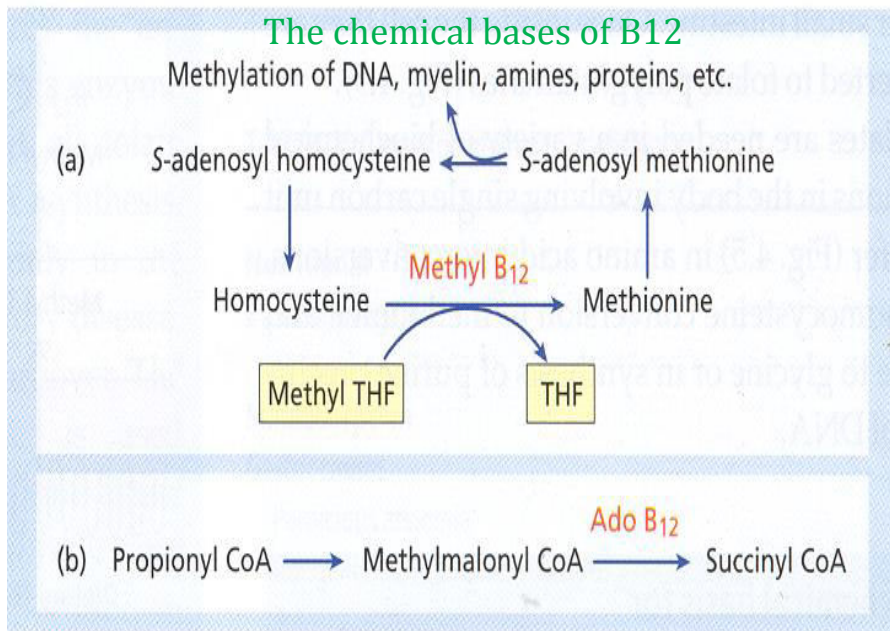 The chemical bases of B12
Methylation of DNA, myelin, amines, proteins, etc.
(a) S-adenosyl homocysteine S-adenosyl methionine
Methyl B12
Homocysteine Methionine
Methyl THF THF
Ado B12
(b) Propionyl CoA Methylmalonyl CoA Succinyl CoA